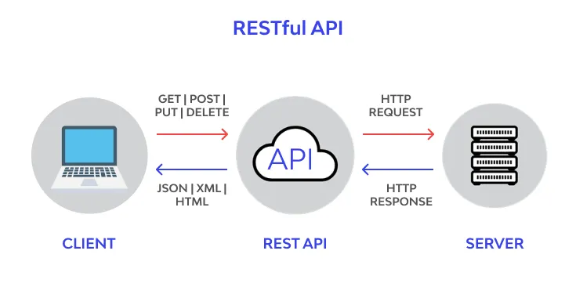 RESTful API
GET | POST |
PUT | DELETE
HTTP
REQUEST
API
JSON | XML |
HTML
HTTP
RESPONSE
CLIENT
REST API
SERVER